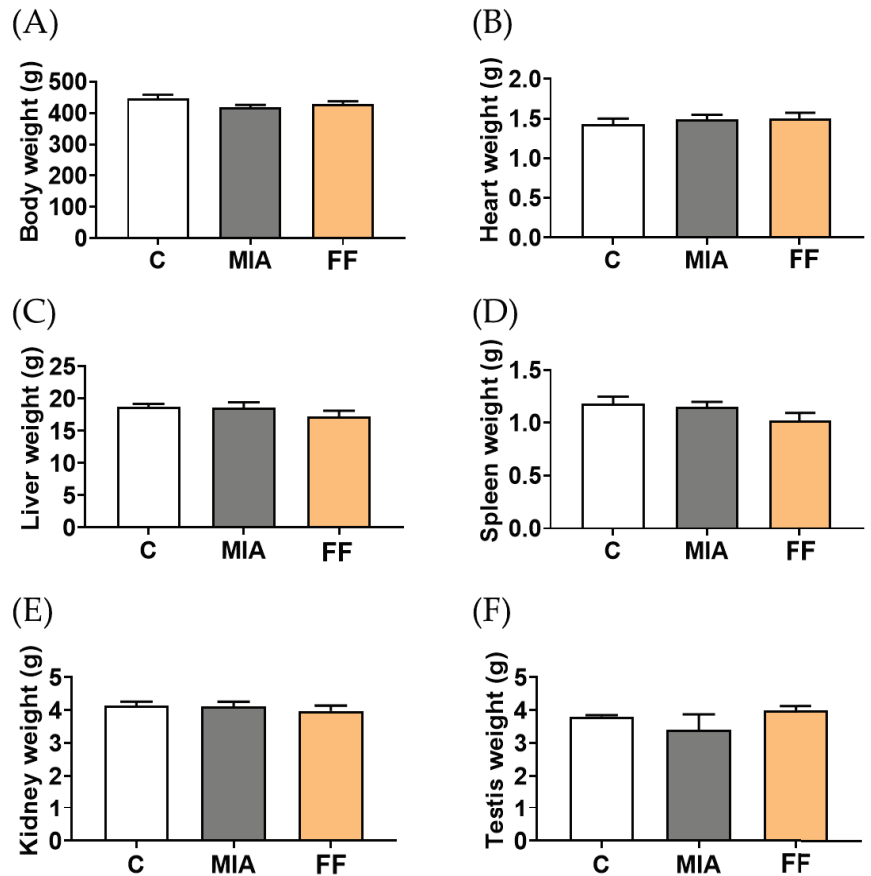 (A)
Body weight (g)
500
400
300
200
100
0
C MIA FF
(B)
Heart weight (g)
2.0
1.5
1.0
0.5
0.0
C MIA FF
(C)
Liver weight (g)
25
20
15
10
5
0
C MIA FF
(D)
Spleen weight (g)
1.5
1.0
0.5
0.0
C MIA FF
(E)
Kidney weight (g)
5
4
3
2
1
0
C MIA FF
(F)
Testis weight (g)
5
4
3
2
1
0
C MIA FF